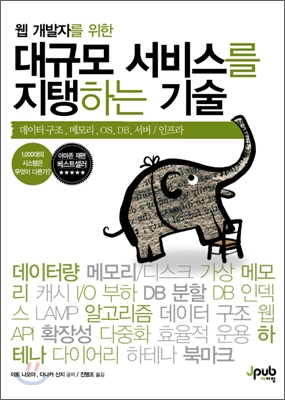 웹 개발자를 위한
대규모 서비스를
지탱하는 기술
데이터 구조, 메모리, OS, DB, 서버 / 인프라
1,000대의
시스템은
무엇이 다른가?
아마존 재팬
베스트셀러
★★★★★
데이터량 메모리/디스크 가상 메모
리 캐시 I/O 부하 DB 분할 DB 인덱
스 LAMP 알고리즘 데이터 구조 웹
API 확장성 다중화 효율적 운용 하
테나 다이어리 하테나 북마크
이토 나오야, 다나카 신지 공저 / 진명조 옮김
Jpub
제이펍